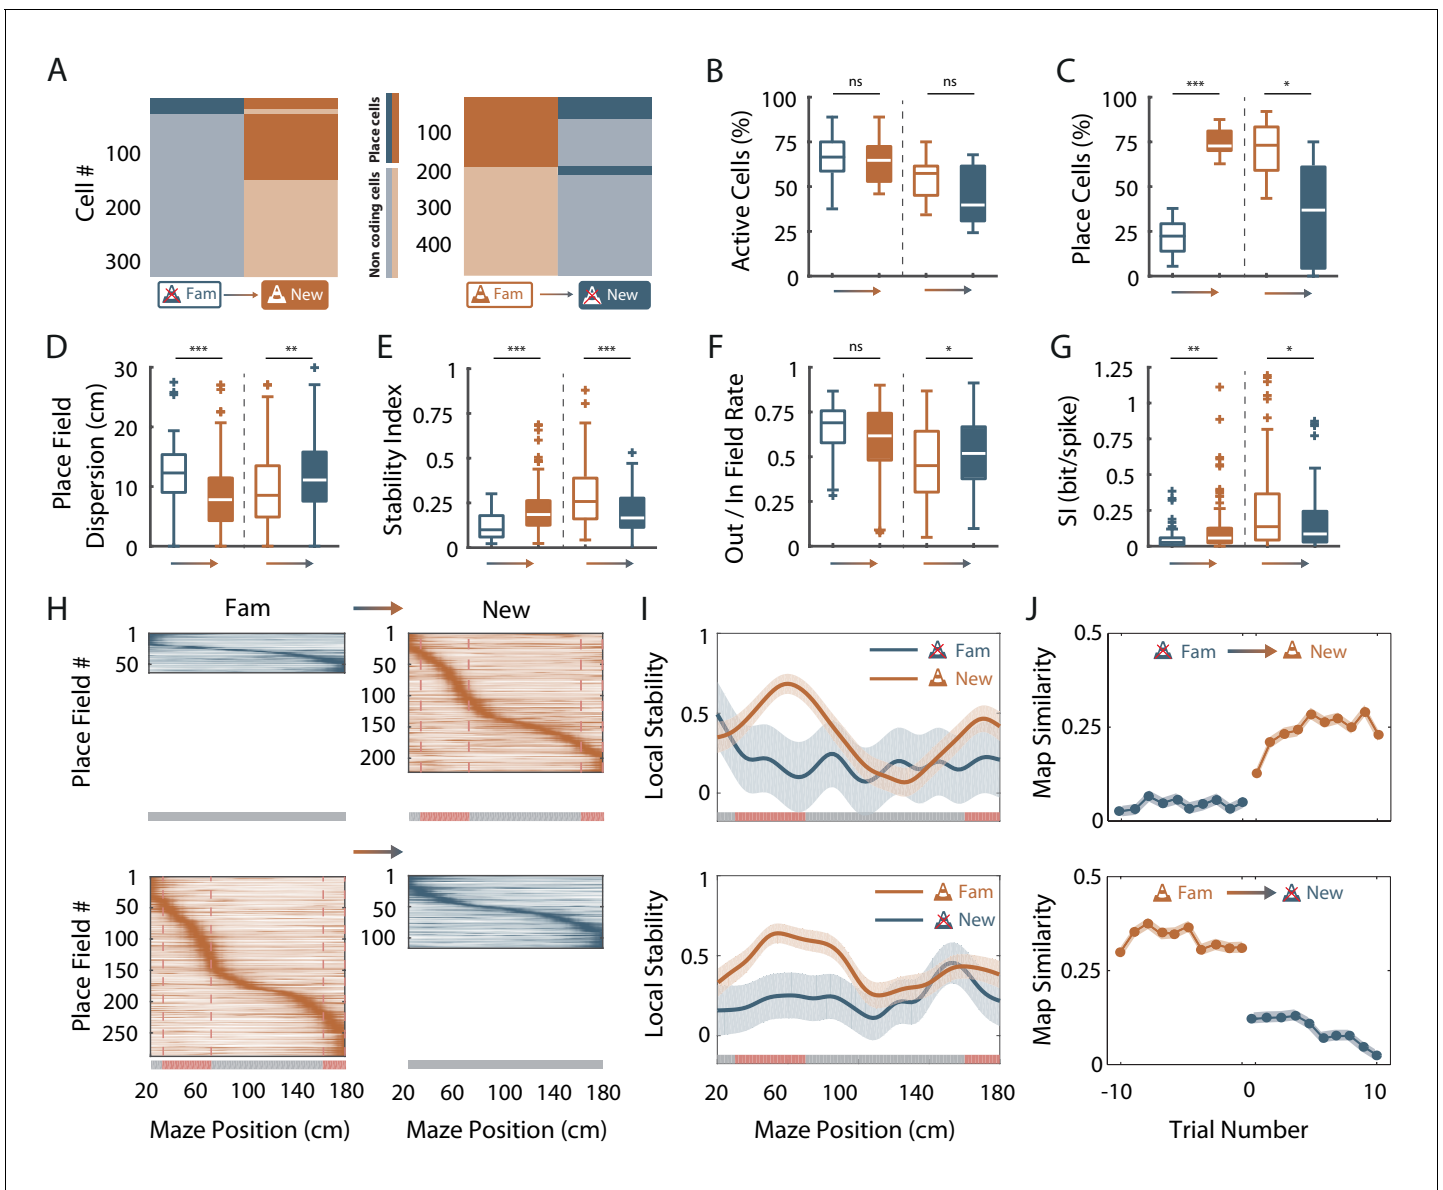 A
Cell #
100
200
300
Fam
New
Place cells
Non coding cells
100
200
300
400
Fam
New
B
Active Cells (%)
100
75
50
25
0
ns
ns
C
Place Cells (%)
100
75
50
25
0
***
*
D
Place Field
Dispersion (cm)
30
20
10
0
***
**
E
Stability Index
1
0.75
0.5
0.25
0
***
***
F
Out / In Field Rate
1
0.75
0.5
0.25
0
ns
*
G
SI (bit/spike)
1.25
1
0.75
0.5
0.25
0
**
*
H
Fam
New
Place Field #
1
50
1
50
100
150
200
Place Field #
1
50
100
150
200
250
1
50
100
20 60 100 140 180
Maze Position (cm)
20 60 100 140 180
Maze Position (cm)
I
Local Stability
1
0.5
0
Fam
New
Local Stability
1
0.5
0
Fam
New
20 60 100 140 180
Maze Position (cm)
J
Map Similarity
0.5
0.25
0
Fam
New
Map Similarity
0.5
0.25
0
Fam
New
-10 0 10
Trial Number